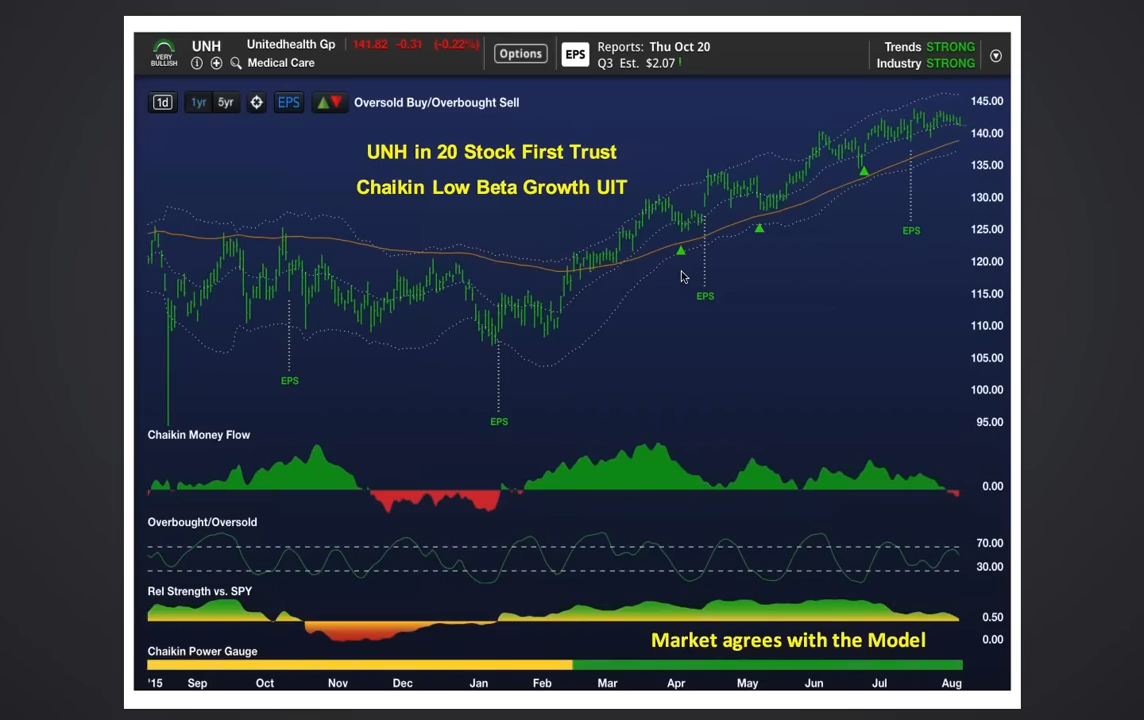 VERY
BULLISH
UNH
Unitedhealth Gp
141.82 -0.31 (-0.22%)
Medical Care
Options
EPS
Reports: Thu Oct 20
Q3 Est. $2.07 !
Trends STRONG
Industry STRONG
1d
1yr 5yr
EPS
Oversold Buy/Overbought Sell
UNH in 20 Stock First Trust
Chaikin Low Beta Growth UIT
145.00
140.00
135.00
130.00
125.00
120.00
115.00
110.00
105.00
100.00
95.00
EPS
EPS
EPS
EPS
Chaikin Money Flow
0.00
Overbought/Oversold
70.00
30.00
Rel Strength vs. SPY
0.50
0.00
Market agrees with the Model
Chaikin Power Gauge
'15 Sep Oct Nov Dec Jan Feb Mar Apr May Jun Jul Aug